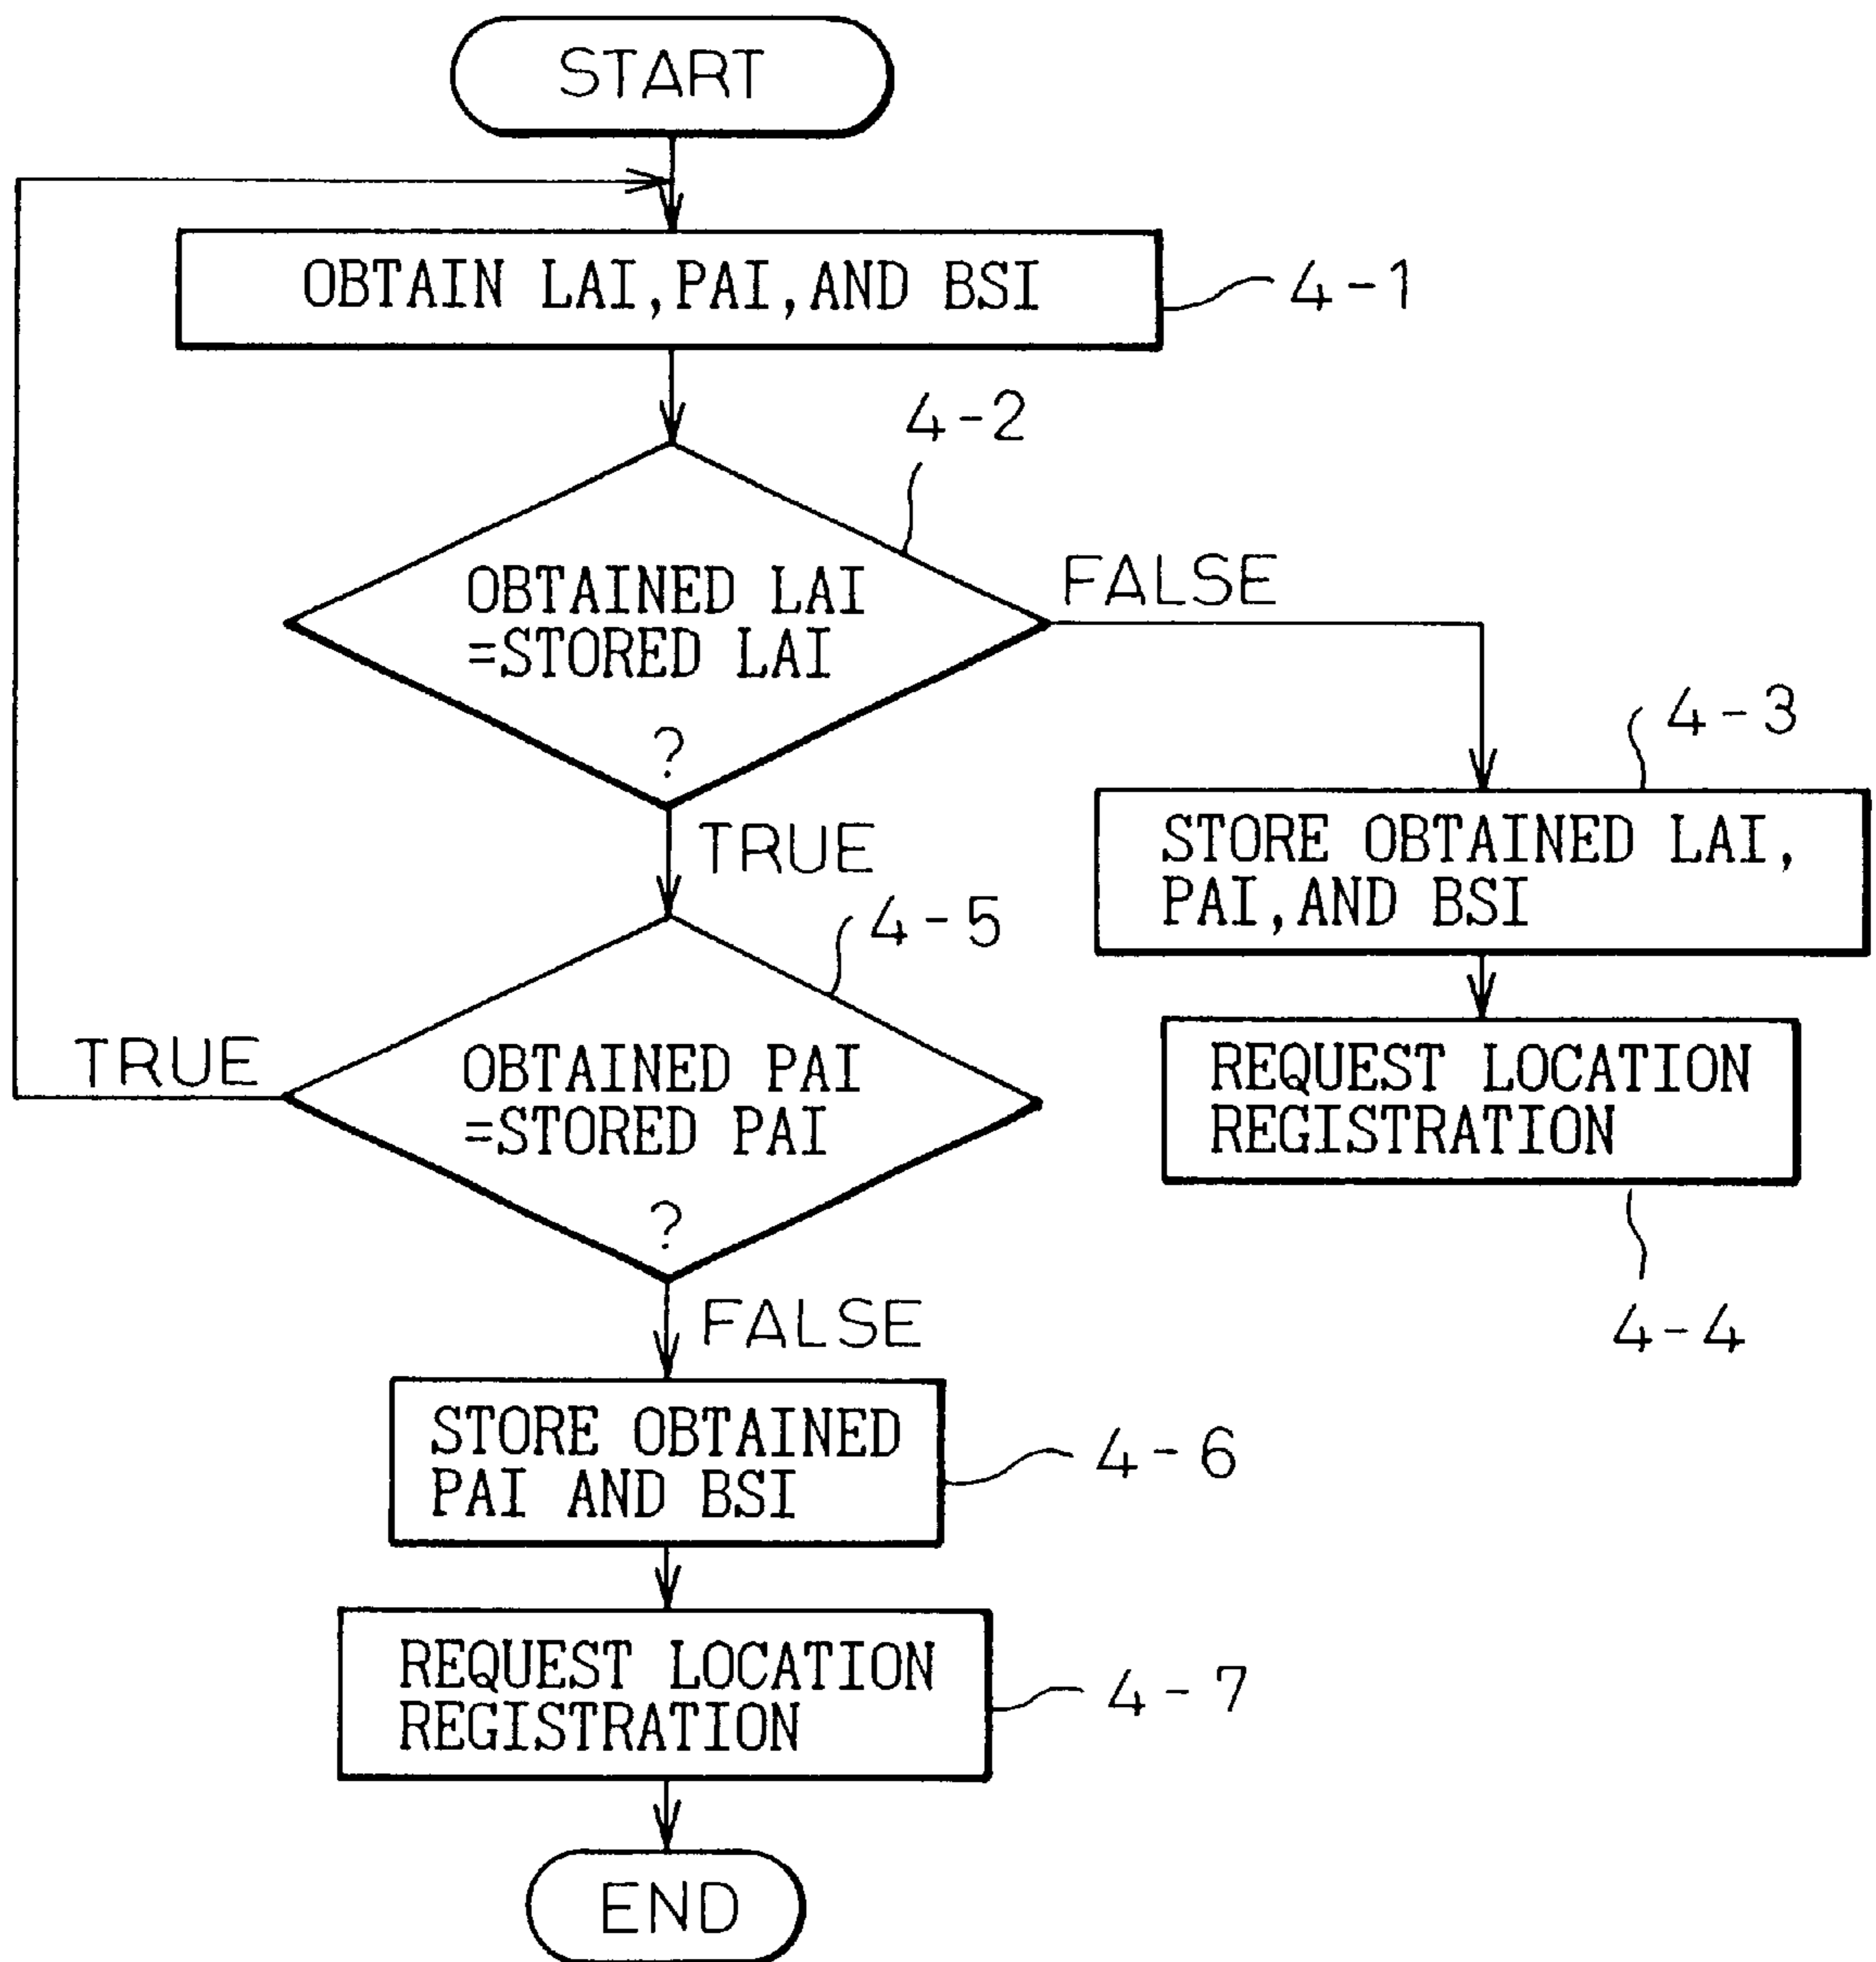 START
OBTAIN LAI,PAI,AND BSI
4-1
4-2
OBTAINED LAI
=STORED LAI
?
FALSE
TRUE
4-3
STORE OBTAINED LAI,
PAI,AND BSI
REQUEST LOCATION
REGISTRATION
4-4
4-5
OBTAINED PAI
=STORED PAI
?
TRUE
FALSE
STORE OBTAINED
PAI AND BSI
4-6
REQUEST LOCATION
REGISTRATION
4-7
END